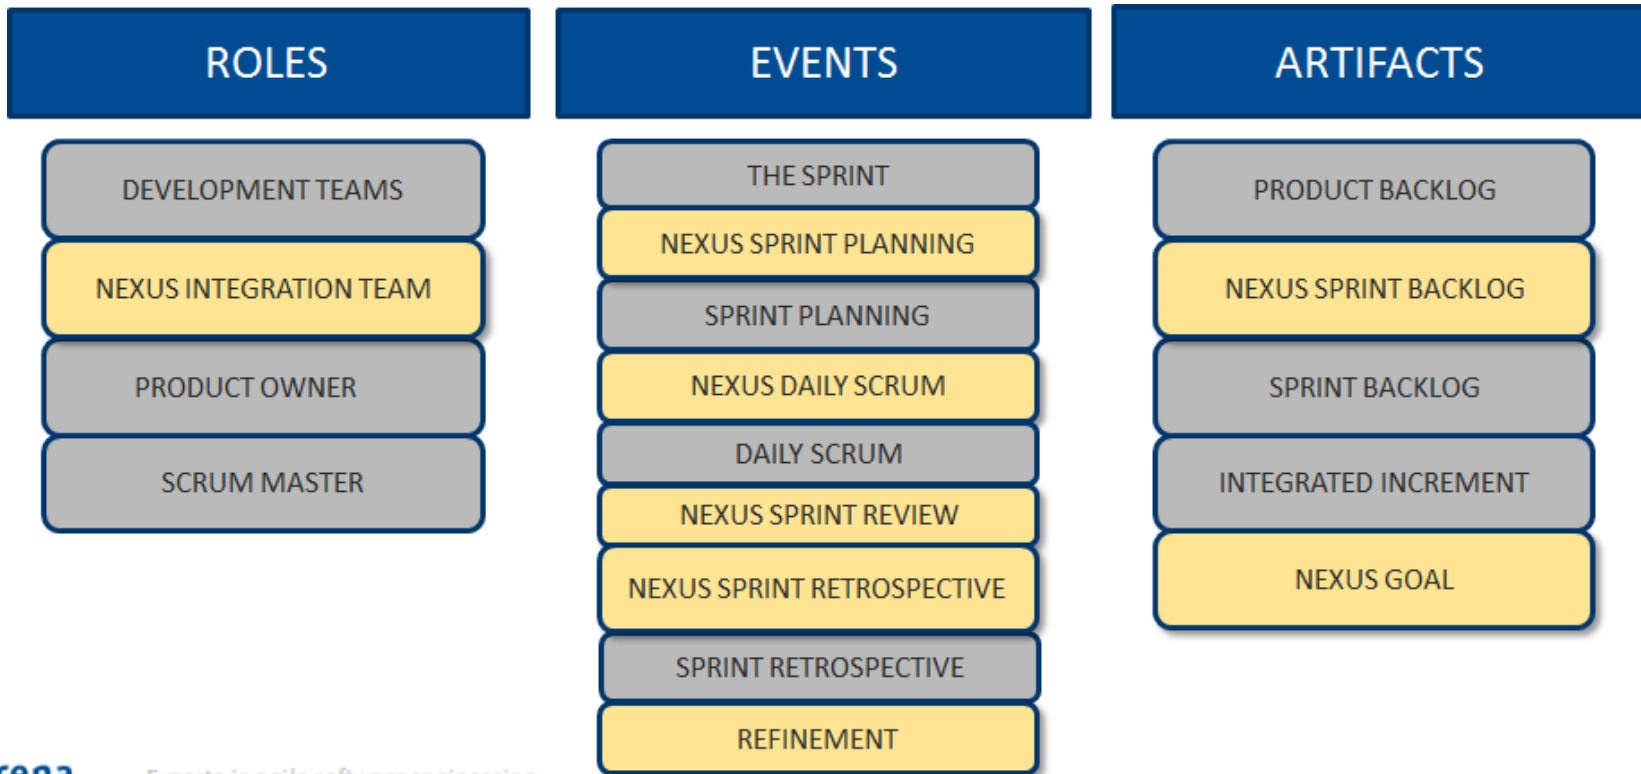 ROLES
DEVELOPMENT TEAMS
NEXUS INTEGRATION TEAM
PRODUCT OWNER
SCRUM MASTER
EVENTS
THE SPRINT
NEXUS SPRINT PLANNING
SPRINT PLANNING
NEXUS DAILY SCRUM
DAILY SCRUM
NEXUS SPRINT REVIEW
NEXUS SPRINT RETROSPECTIVE
SPRINT RETROSPECTIVE
REFINEMENT
ARTIFACTS
PRODUCT BACKLOG
NEXUS SPRINT BACKLOG
SPRINT BACKLOG
INTEGRATED INCREMENT
NEXUS GOAL